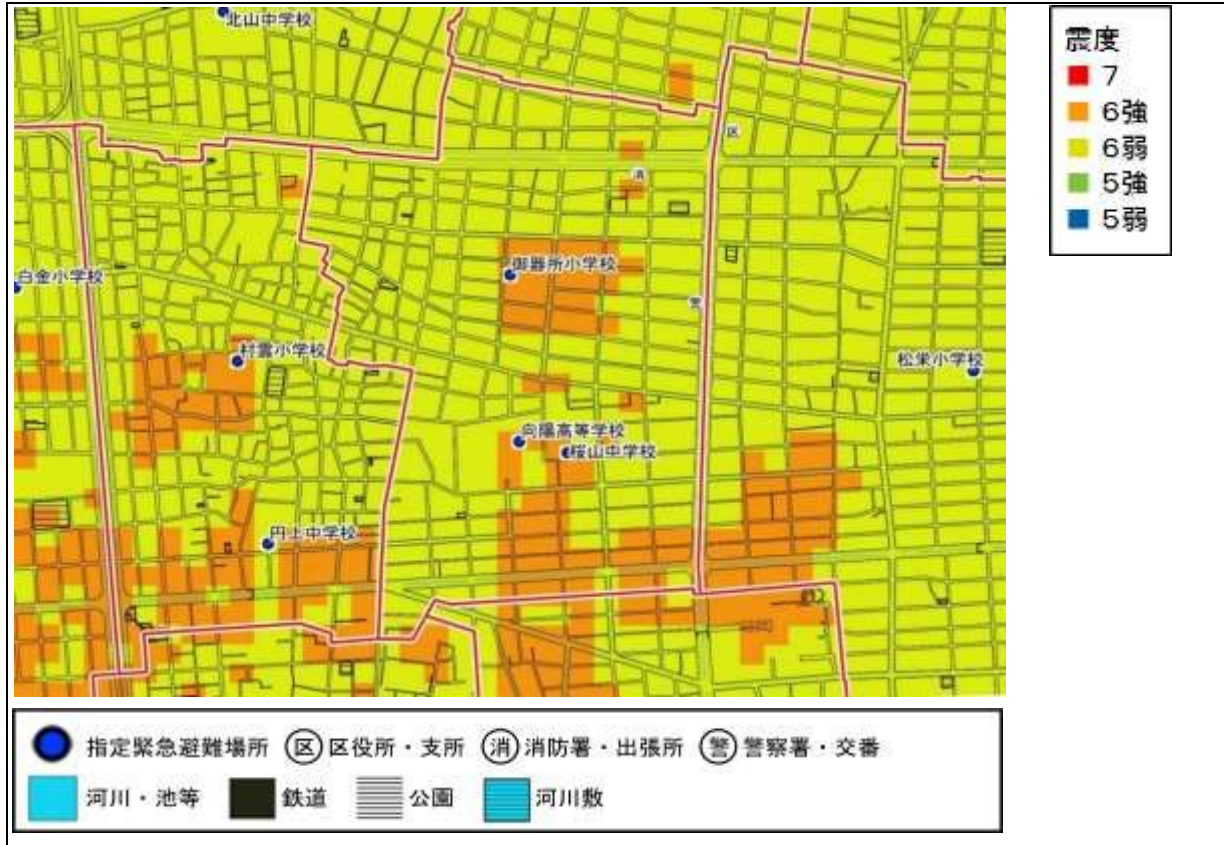 北山中学校
区
消
白金小学校
御器所小学校
警
村雲小学校
松栄小学校
向陽高等学校
桜山中学校
円上中学校
震度
7
6強
6弱
5強
5弱
指定緊急避難場所 区 区役所・支所 消 消防署・出張所 警 警察署・交番
河川・池等 鉄道 公園 河川敷